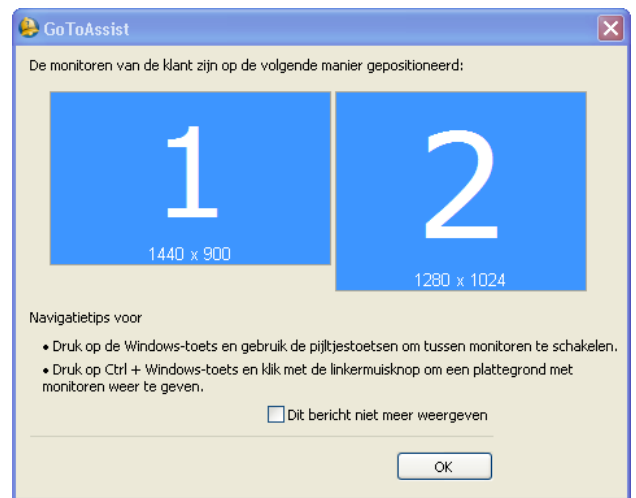 GoToAssist
De monitoren van de klant zijn op de volgende manier gepositioneerd:
1
1440 x 900
2
1280 x 1024
Navigatietips voor
• Druk op de Windows-toets en gebruik de pijltjestoetsen om tussen monitoren te schakelen.
• Druk op Ctrl + Windows-toets en klik met de linkermuisknop om een plattegrond met
monitoren weer te geven.
Dit bericht niet meer weergeven
OK